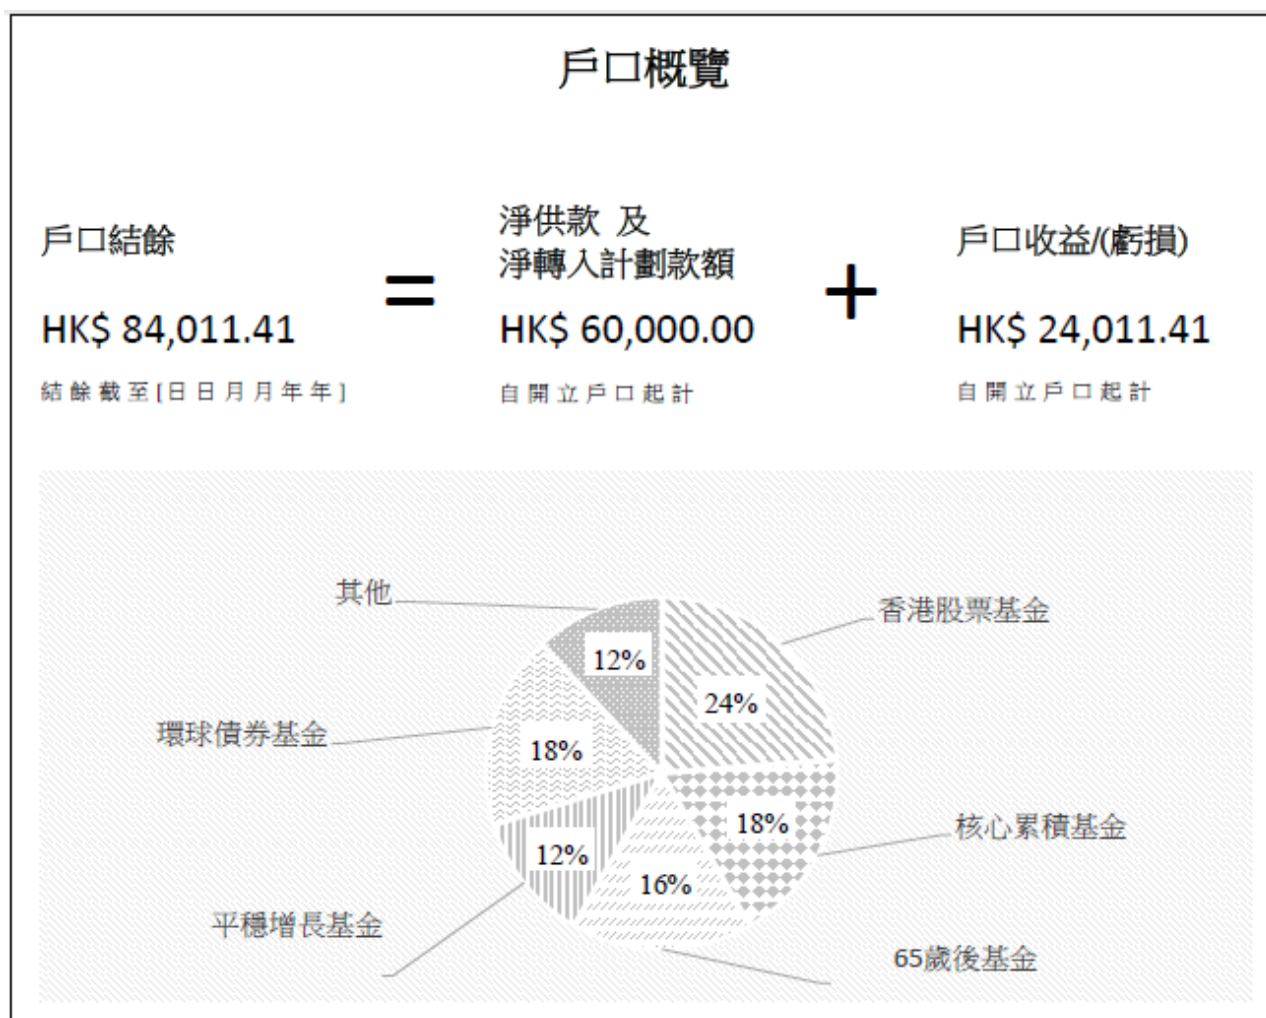 戶口概覽
戶口結餘
HK$ 84,011.41
結餘截至[日日月月年年]
=
淨供款 及
淨轉入計劃款額
HK$ 60,000.00
自開立戶口起計
+
戶口收益/(虧損)
HK$ 24,011.41
自開立戶口起計
其他
12%
香港股票基金
24%
環球債券基金
18%
核心累積基金
18%
平穩增長基金
12%
65歲後基金
16%